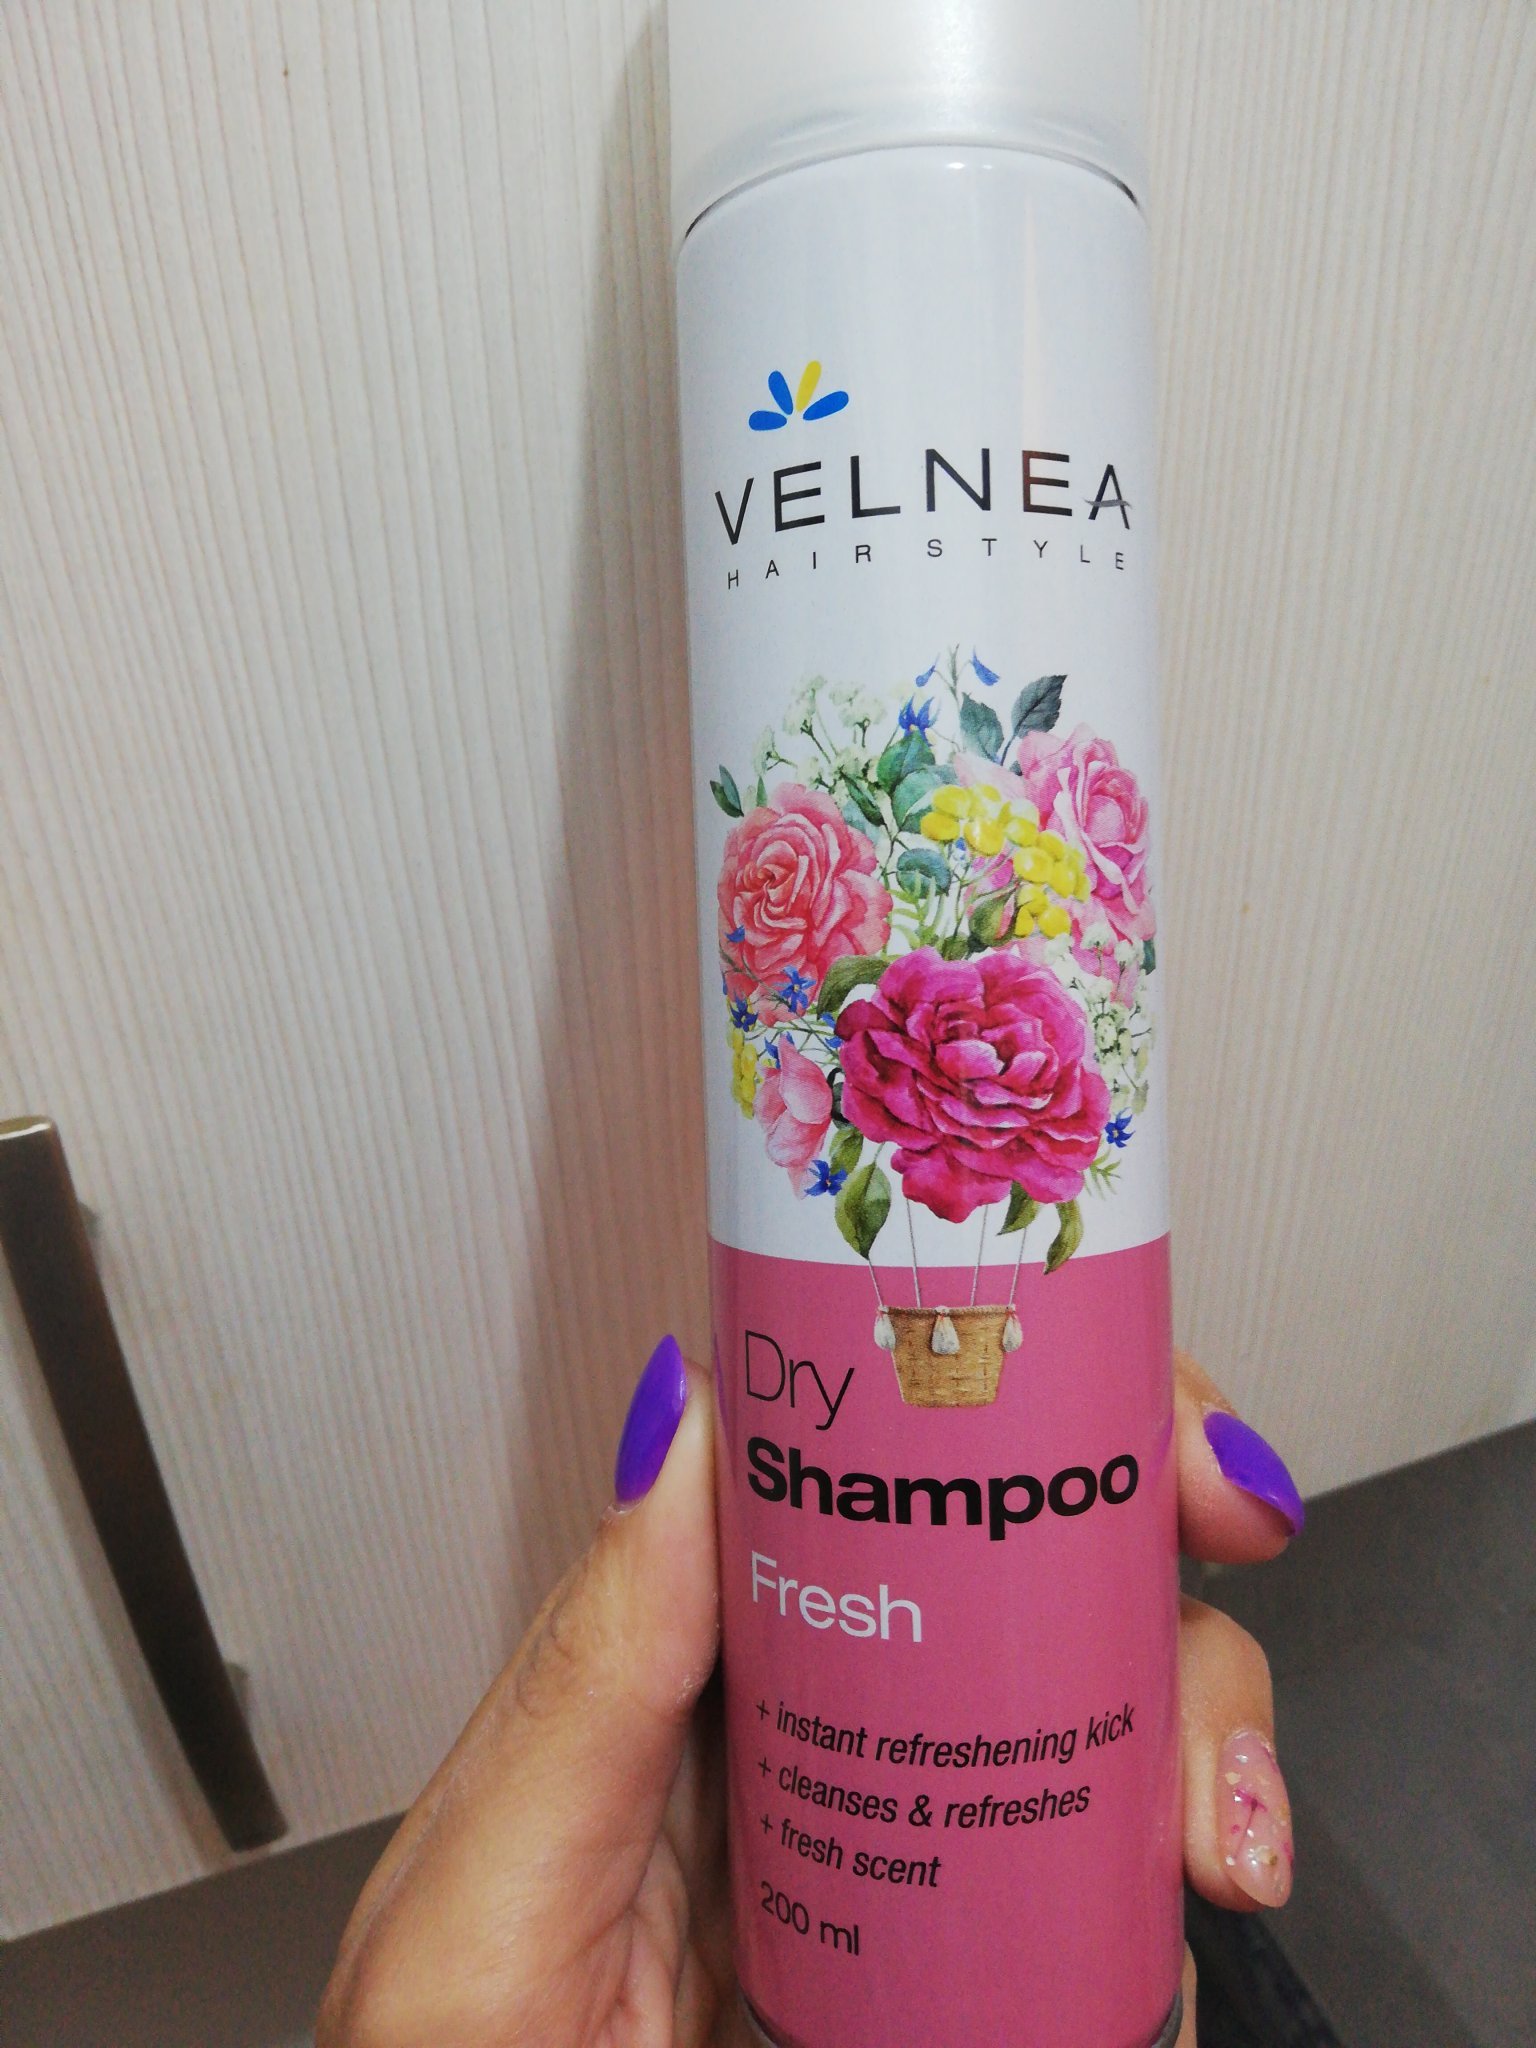 VELNEA
HAIR STYLE
Dry
Shampoo
Fresh
+ instant refreshening kick
+ cleanses & refreshes
+ fresh scent
200 ml